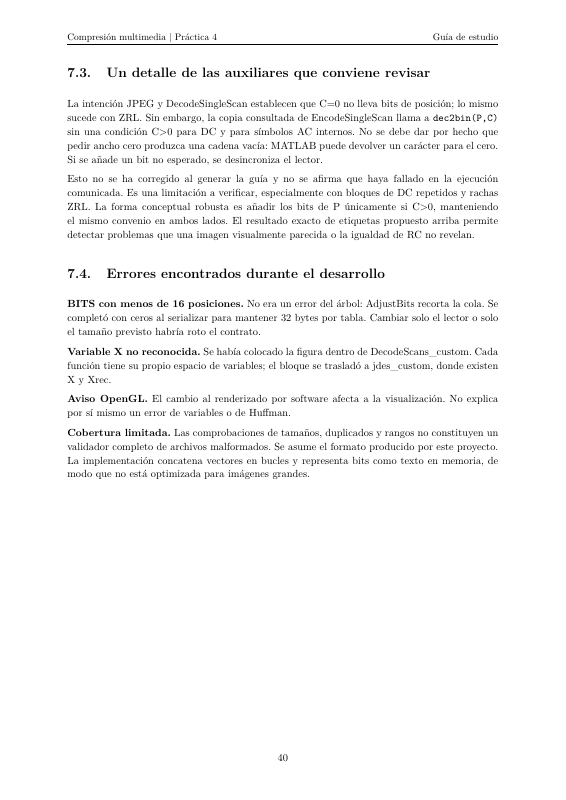 Compresión multimedia | Práctica 4 Guía de estudio
7.3. Un detalle de las auxiliares que conviene revisar
La intención JPEG y DecodeSingleScan establecen que C=0 no lleva bits de posición; lo mismo
sucede con ZRL. Sin embargo, la copia consultada de EncodeSingleScan llama a dec2bin(P,C)
sin una condición C>0 para DC y para símbolos AC internos. No se debe dar por hecho que
pedir ancho cero produzca una cadena vacía: MATLAB puede devolver un carácter para el cero.
Si se añade un bit no esperado, se desincroniza el lector.
Esto no se ha corregido al generar la guía y no se afirma que haya fallado en la ejecución
comunicada. Es una limitación a verificar, especialmente con bloques de DC repetidos y rachas
ZRL. La forma conceptual robusta es añadir los bits de P únicamente si C>0, manteniendo
el mismo convenio en ambos lados. El resultado exacto de etiquetas propuesto arriba permite
detectar problemas que una imagen visualmente parecida o la igualdad de RC no revelan.
7.4. Errores encontrados durante el desarrollo
BITS con menos de 16 posiciones. No era un error del árbol: AdjustBits recorta la cola. Se
completó con ceros al serializar para mantener 32 bytes por tabla. Cambiar solo el lector o solo
el tamaño previsto habría roto el contrato.
Variable X no reconocida. Se había colocado la figura dentro de DecodeScans_custom. Cada
función tiene su propio espacio de variables; el bloque se trasladó a jdes_custom, donde existen
X y Xrec.
Aviso OpenGL. El cambio al renderizado por software afecta a la visualización. No explica
por sí mismo un error de variables o de Huffman.
Cobertura limitada. Las comprobaciones de tamaños, duplicados y rangos no constituyen un
validador completo de archivos malformados. Se asume el formato producido por este proyecto.
La implementación concatena vectores en bucles y representa bits como texto en memoria, de
modo que no está optimizada para imágenes grandes.
40